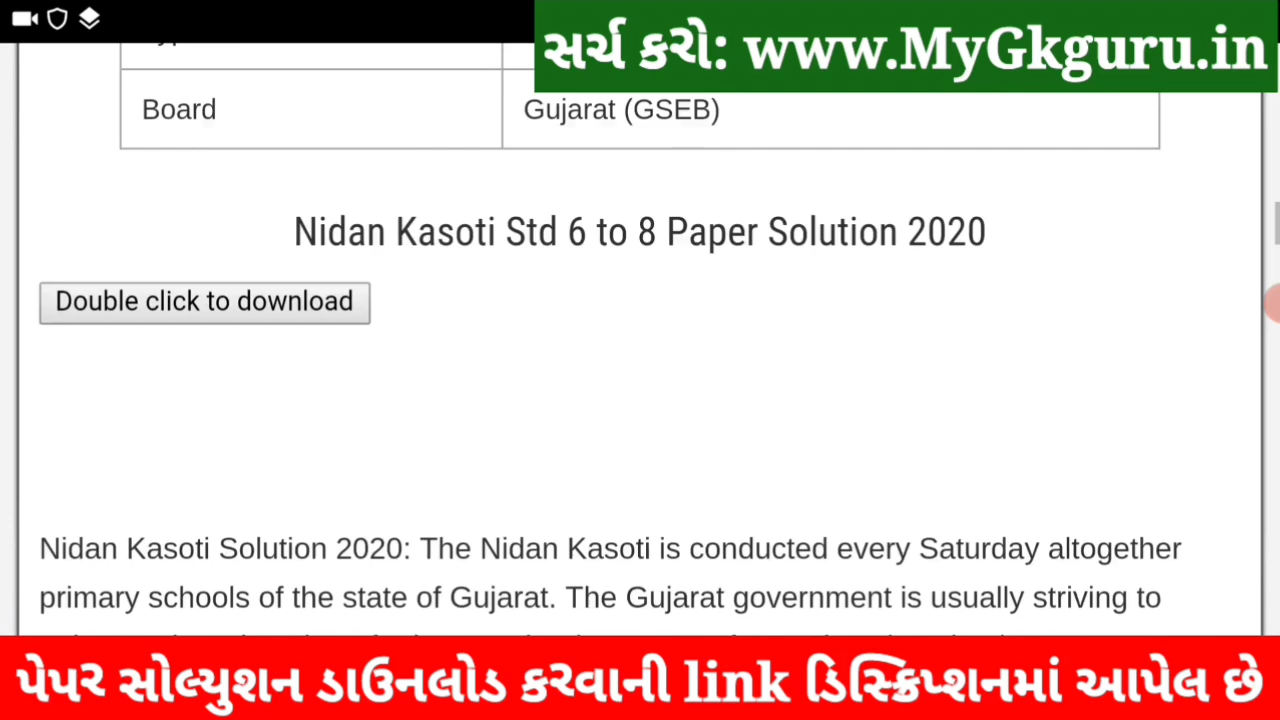 સર્ચ કરો: www.MyGkguru.in
Board Gujarat (GSEB)
Nidan Kasoti Std 6 to 8 Paper Solution 2020
Double click to download
Nidan Kasoti Solution 2020: The Nidan Kasoti is conducted every Saturday altogether
primary schools of the state of Gujarat. The Gujarat government is usually striving to
પેપર સોલ્યુશન ડાઉનલોડ કરવાની link ડિસ્ક્રિપ્શનમાં આપેલ છે